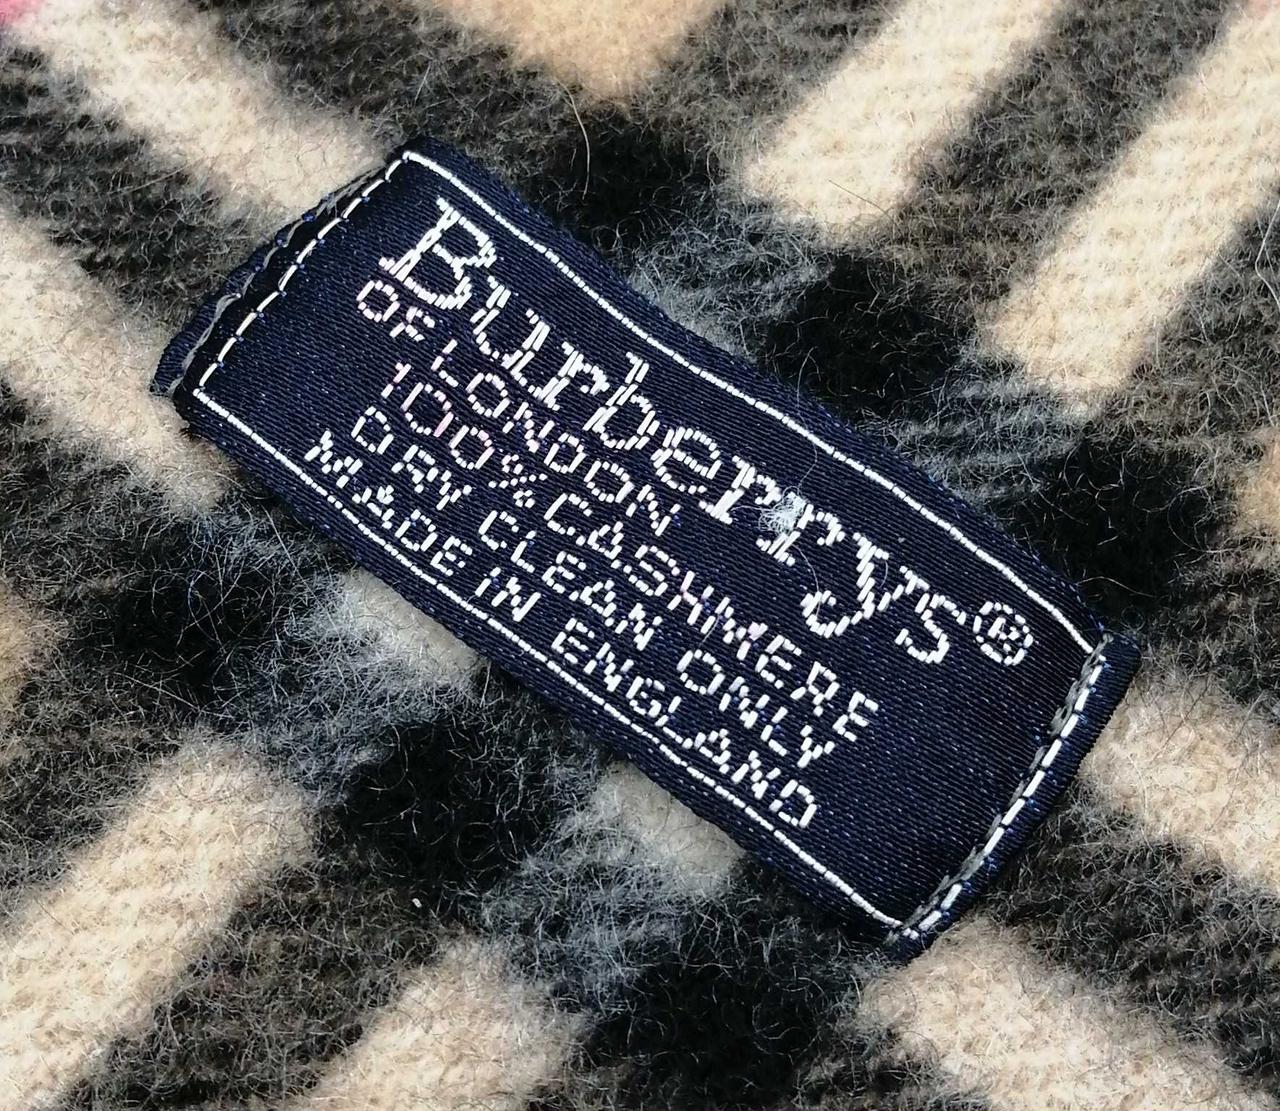 Burberrys®
OF LONDON
100% CASHMERE
DRY CLEAN ONLY
MADE IN ENGLAND